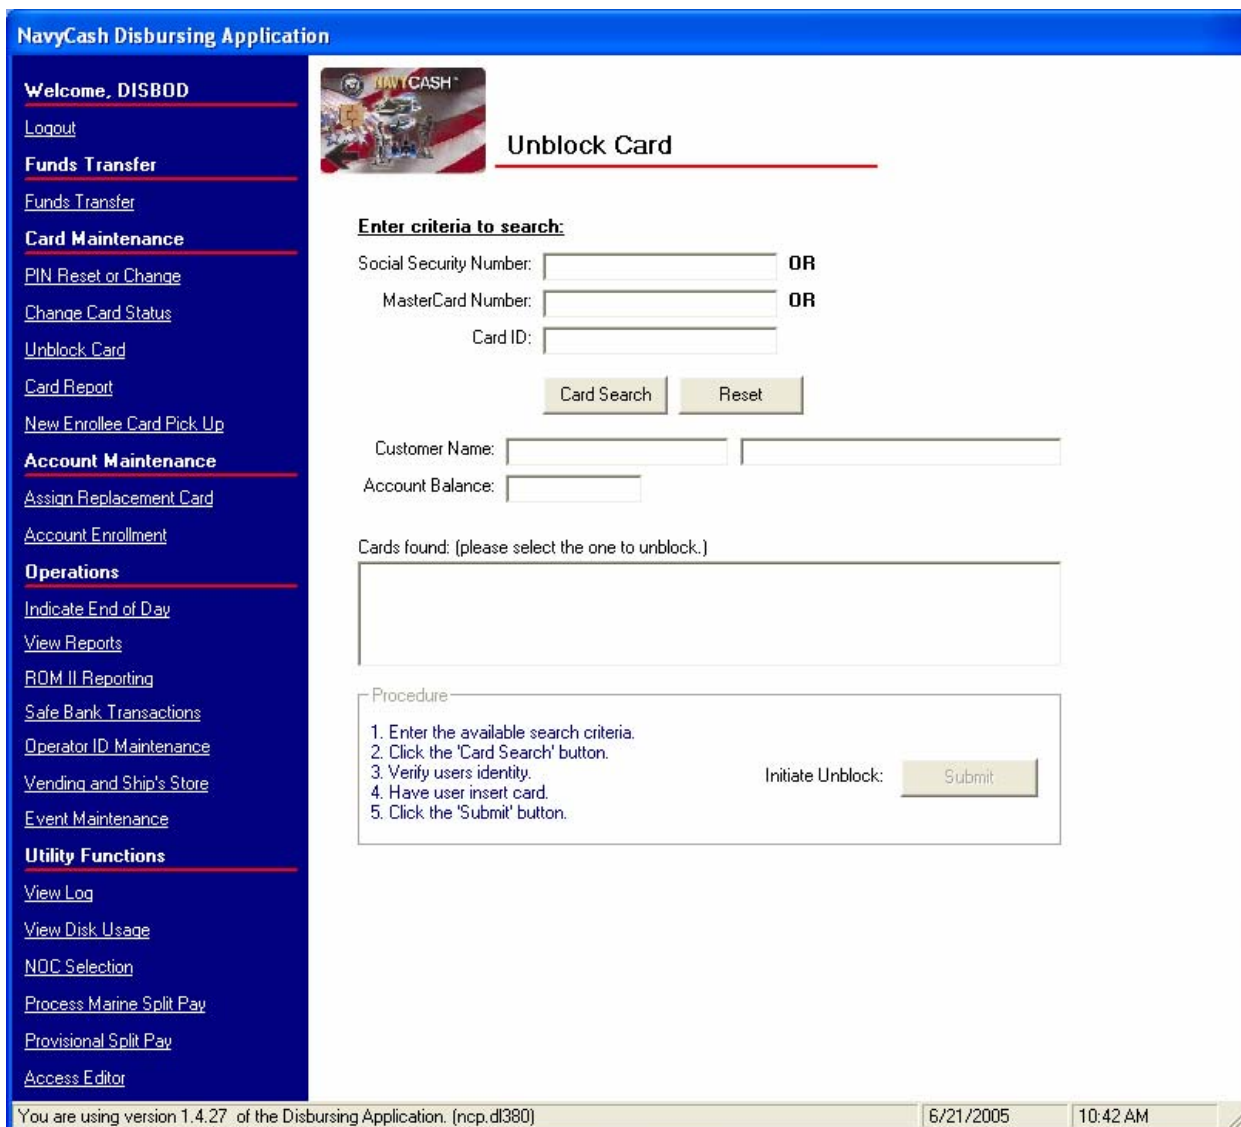 NavyCash Disbursing Application
Welcome, DISBOD
Logout
Funds Transfer
Funds Transfer
Card Maintenance
PIN Reset or Change
Change Card Status
Unblock Card
Card Report
New Enrollee Card Pick Up
Account Maintenance
Assign Replacement Card
Account Enrollment
Operations
Indicate End of Day
View Reports
ROM II Reporting
Safe Bank Transactions
Operator ID Maintenance
Vending and Ship's Store
Event Maintenance
Utility Functions
View Log
View Disk Usage
NOC Selection
Process Marine Split Pay
Provisional Split Pay
Access Editor
NAVYCASH
Unblock Card
Enter criteria to search:
Social Security Number: OR
MasterCard Number: OR
Card ID:
Card Search Reset
Customer Name:
Account Balance:
Cards found: (please select the one to unblock.)
Procedure
1. Enter the available search criteria.
2. Click the 'Card Search' button.
3. Verify users identity.
4. Have user insert card.
5. Click the 'Submit' button.
Initiate Unblock: Submit
You are using version 1.4.27 of the Disbursing Application. (ncp.dl380) 6/21/2005 10:42 AM